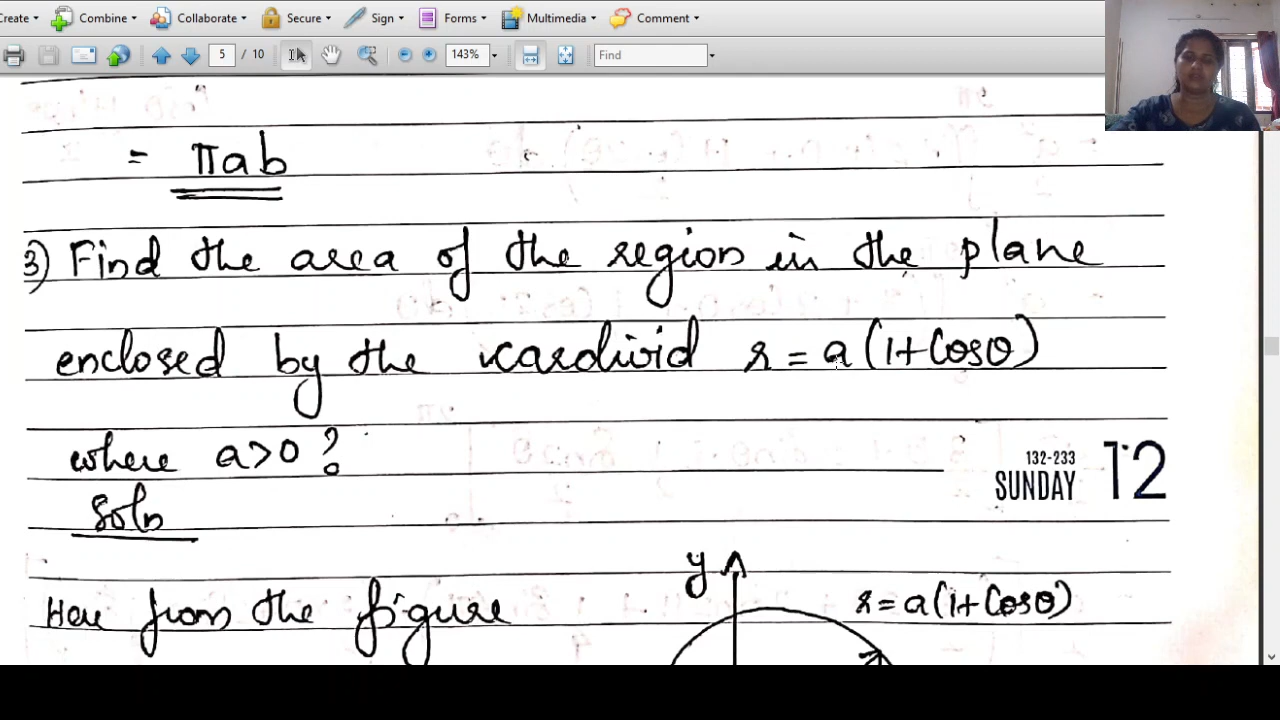 Create Combine Collaborate Secure Sign Forms Multimedia Comment
5 / 10 143% Find
= πab
3) Find the area of the region in the plane
enclosed by the cardioid r = a(1+Cosθ)
where a>0 ?
132-233
SUNDAY 12
Soln
Here from the figure
y
r = a(1+Cosθ)